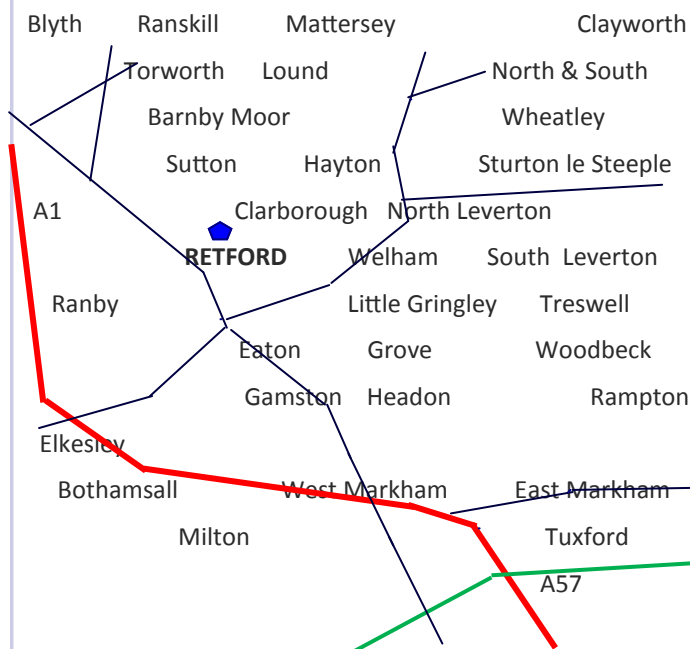 Blyth Ranskill Mattersey Clayworth
Torworth Lound North & South
Barnby Moor Wheatley
Sutton Hayton Sturton le Steeple
A1 Clarborough North Leverton
RETFORD Welham South Leverton
Ranby Little Gringley Treswell
Eaton Grove Woodbeck
Gamston Headon Rampton
Elkesley
Bothamsall West Markham East Markham
Milton Tuxford
A57